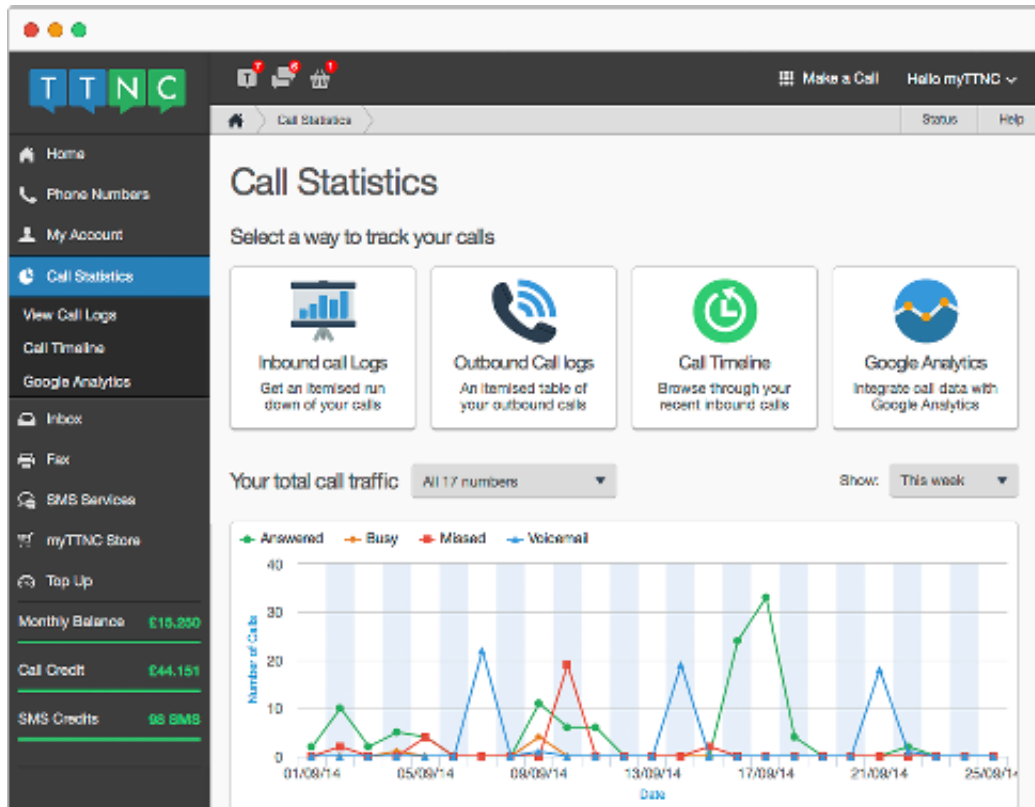 TTNC
7
6
1
Make a Call
Hello myTTNC
Call Statistics
Status
Help
Home
Phone Numbers
My Account
Call Statistics
View Call Logs
Call Timeline
Google Analytics
Inbox
Fax
SMS Services
myTTNC Store
Top Up
Monthly Balance £15.250
Call Credit £44.151
SMS Credits 98 SMS
Call Statistics
Select a way to track your calls
Inbound call Logs
Get an itemised run
down of your calls
Outbound Call logs
An itemised table of
your outbound calls
Call Timeline
Browse through your
recent inbound calls
Google Analytics
Integrate call data with
Google Analytics
Your total call traffic
All 17 numbers
Show:
This week
Answered Busy Missed Voicemail
Number of Calls
40
30
20
10
0
01/09/14 05/09/14 09/09/14 13/09/14 17/09/14 21/09/14 25/09/14
Date